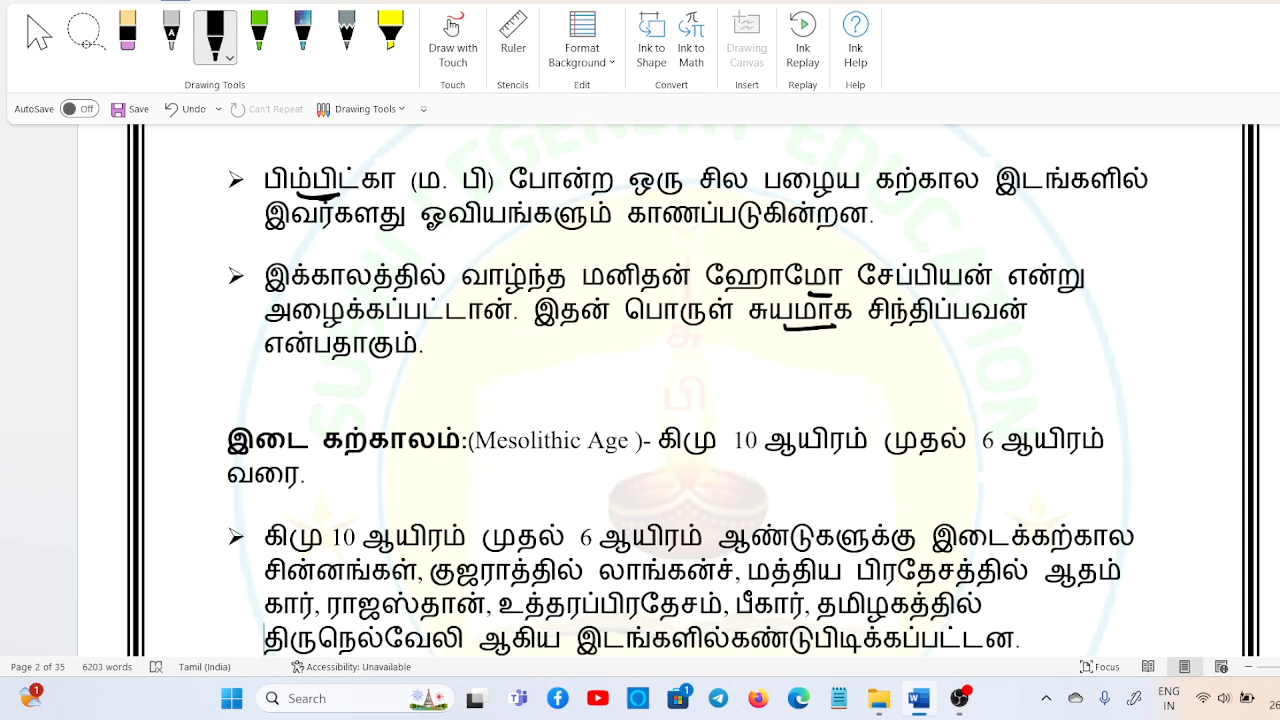 Draw with Touch
Ruler
Format Background
Ink to Shape
Ink to Math
Drawing Canvas
Ink Replay
Ink Help
Drawing Tools
Touch
Stencils
Edit
Convert
Insert
Replay
Help
AutoSave Off Save Undo Can't Repeat Drawing Tools
பிம்பிட்கா (ம. பி) போன்ற ஒரு சில பழைய கற்கால இடங்களில்
இவர்களது ஓவியங்களும் காணப்படுகின்றன.
இக்காலத்தில் வாழ்ந்த மனிதன் ஹோமோ சேப்பியன் என்று
அழைக்கப்பட்டான். இதன் பொருள் சுயமாக சிந்திப்பவன்
என்பதாகும்.
இடை கற்காலம்:(Mesolithic Age )- கிமு 10 ஆயிரம் முதல் 6 ஆயிரம்
வரை.
கிமு 10 ஆயிரம் முதல் 6 ஆயிரம் ஆண்டுகளுக்கு இடைக்கற்கால
சின்னங்கள், குஜராத்தில் லாங்கன்ச், மத்திய பிரதேசத்தில் ஆதம்
கார், ராஜஸ்தான், உத்தரப்பிரதேசம், பீகார், தமிழகத்தில்
திருநெல்வேலி ஆகிய இடங்களில்கண்டுபிடிக்கப்பட்டன.
சு
பி
Page 2 of 35 6203 words Tamil (India) Accessibility: Unavailable Focus
1 Search 1 ENG
IN